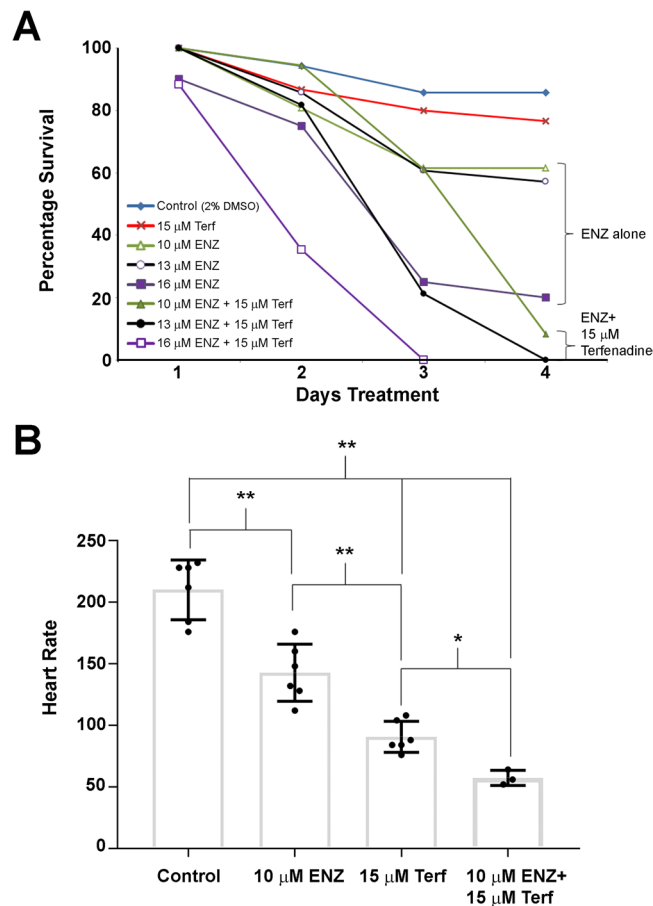 A
Percentage Survival
100
80
60
40
20
0
Control (2% DMSO)
15 μM Terf
10 μM ENZ
13 μM ENZ
16 μM ENZ
10 μM ENZ + 15 μM Terf
13 μM ENZ + 15 μM Terf
16 μM ENZ + 15 μM Terf
ENZ alone
ENZ+
15 μM
Terfenadine
1 2 3 4
Days Treatment
B
Heart Rate
250
200
150
100
50
0
**
**
**
*
Control 10 μM ENZ 15 μM Terf 10 μM ENZ+
15 μM Terf